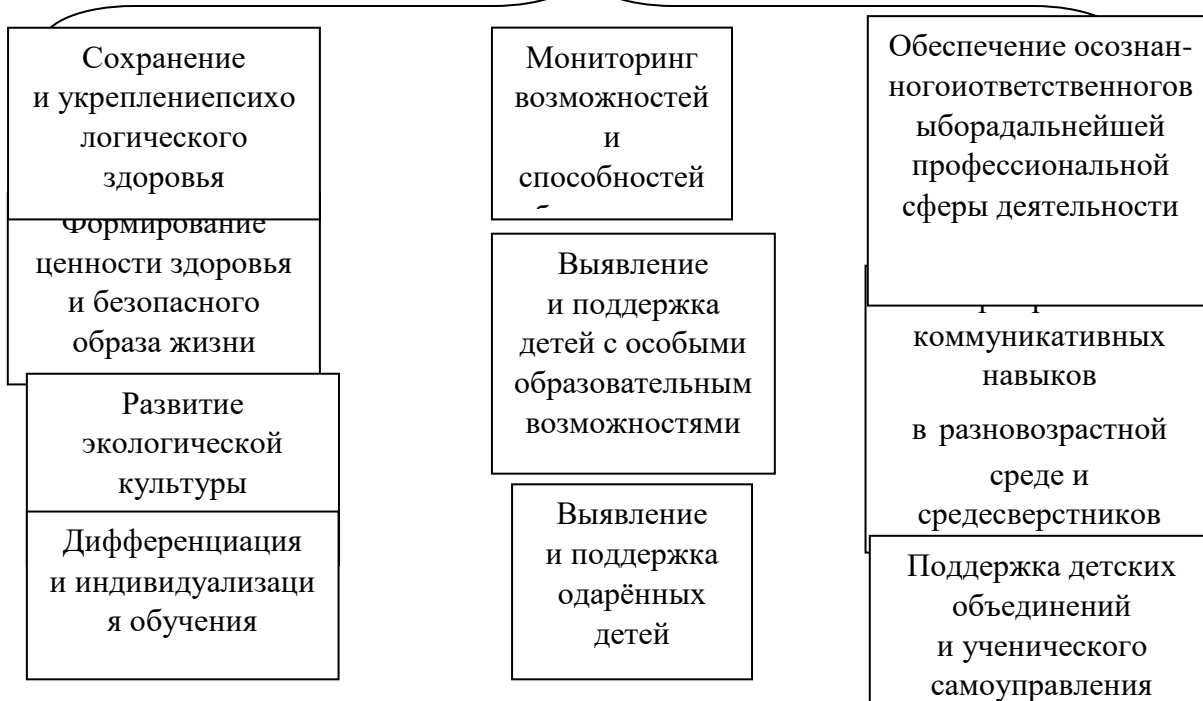 Сохранение
и укреплениепсихо
логического
здоровья
Формирование
ценности здоровья
и безопасного
образа жизни
Развитие
экологической
культуры
Дифференциация
и индивидуализаци
я обучения
Мониторинг
возможностей
и
способностей
Выявление
и поддержка
детей с особыми
образовательным
возможностями
Выявление
и поддержка
одарённых
детей
Обеспечение осознан-
ногоиответственногов
ыборадальнейшей
профессиональной
сферы деятельности
коммуникативных
навыков
в разновозрастной
среде и
средесверстников
Поддержка детских
объединений
и ученического
самоуправления